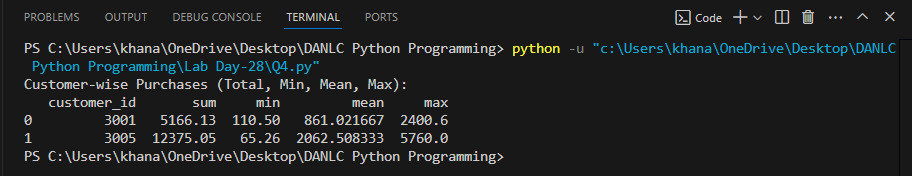 PROBLEMS OUTPUT DEBUG CONSOLE TERMINAL PORTS Code
PS C:\Users\khana\OneDrive\Desktop\DANLC Python Programming> python -u "c:\Users\khana\OneDrive\Desktop\DANLC
Python Programming\Lab Day-28\Q4.py"
Customer-wise Purchases (Total, Min, Mean, Max):
customer_id sum min mean max
0 3001 5166.13 110.50 861.021667 2400.6
1 3005 12375.05 65.26 2062.508333 5760.0
PS C:\Users\khana\OneDrive\Desktop\DANLC Python Programming>